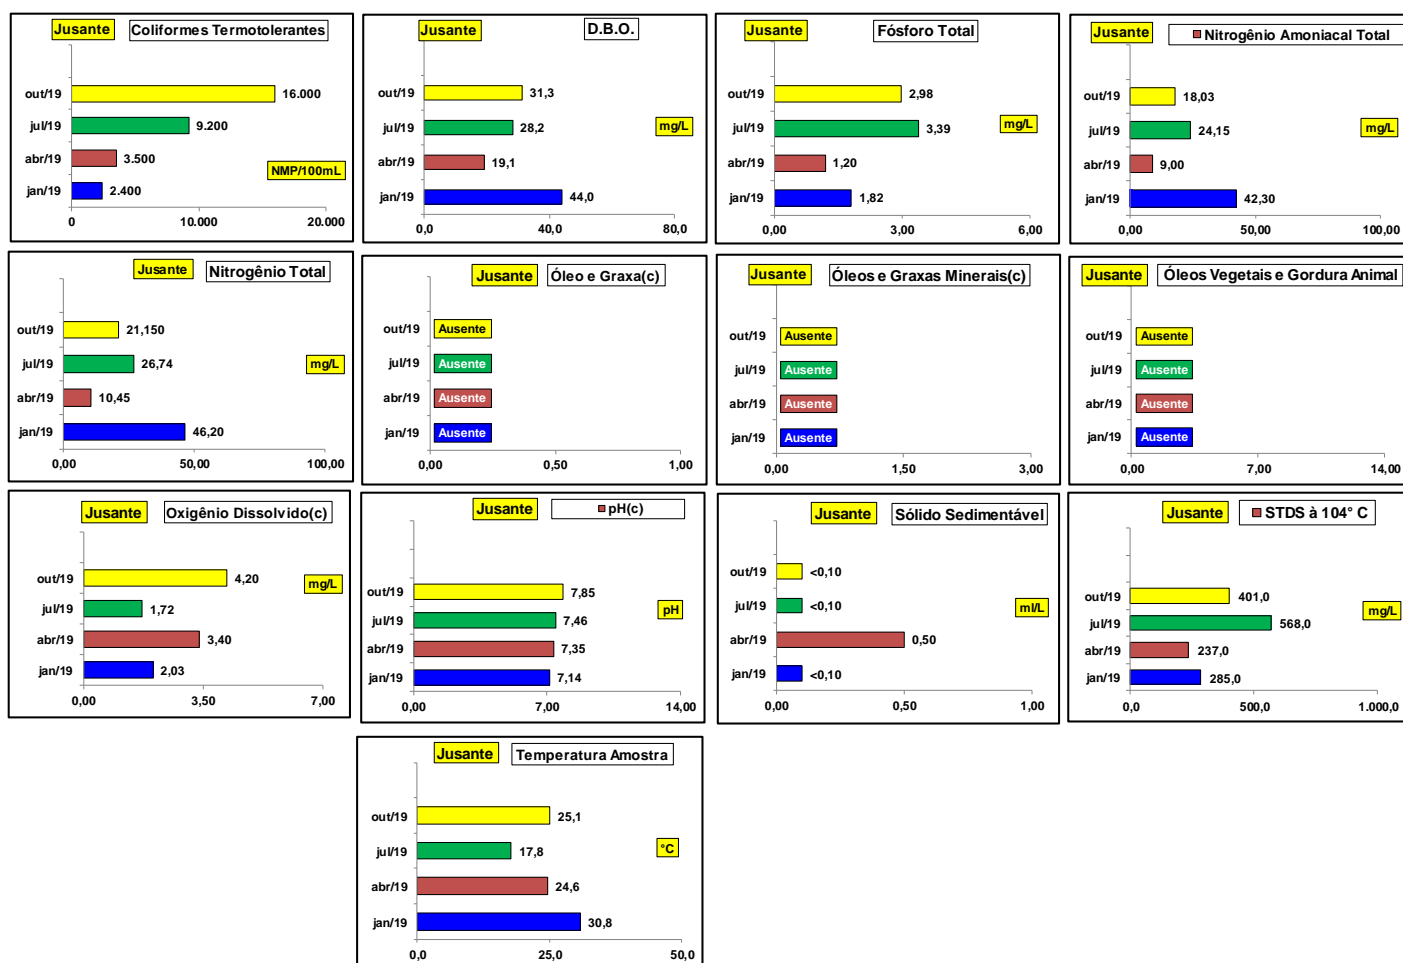 Jusante Coliformes Termotolerantes
out/19 16.000
jul/19 9.200
abr/19 3.500
NMP/100mL
jan/19 2.400
0 10.000 20.000
Jusante D.B.O.
out/19 31,3
jul/19 28,2
mg/L
abr/19 19,1
jan/19 44,0
0,0 40,0 80,0
Jusante Fósforo Total
out/19 2,98
jul/19 3,39
mg/L
abr/19 1,20
jan/19 1,82
0,00 3,00 6,00
Jusante Nitrogênio Amoniacal Total
out/19 18,03
jul/19 24,15
mg/L
abr/19 9,00
jan/19 42,30
0,00 50,00 100,00
Jusante Nitrogênio Total
out/19 21,150
jul/19 26,74
mg/L
abr/19 10,45
jan/19 46,20
0,00 50,00 100,00
Jusante Óleo e Graxa(c)
out/19 Ausente
jul/19 Ausente
abr/19 Ausente
jan/19 Ausente
0,00 0,50 1,00
Jusante Óleos e Graxas Minerais(c)
out/19 Ausente
jul/19 Ausente
abr/19 Ausente
jan/19 Ausente
0,00 1,50 3,00
Jusante Óleos Vegetais e Gordura Animal
out/19 Ausente
jul/19 Ausente
abr/19 Ausente
jan/19 Ausente
0,00 7,00 14,00
Jusante Oxigênio Dissolvido(c)
out/19 4,20
mg/L
jul/19 1,72
abr/19 3,40
jan/19 2,03
0,00 3,50 7,00
Jusante pH(c)
out/19 7,85
pH
jul/19 7,46
abr/19 7,35
jan/19 7,14
0,00 7,00 14,00
Jusante Sólido Sedimentável
out/19 <0,10
jul/19 <0,10
ml/L
abr/19 0,50
jan/19 <0,10
0,00 0,50 1,00
Jusante STDS à 104° C
out/19 401,0
mg/L
jul/19 568,0
abr/19 237,0
jan/19 285,0
0,0 500,0 1.000,0
Jusante Temperatura Amostra
out/19 25,1
jul/19 17,8
°C
abr/19 24,6
jan/19 30,8
0,0 25,0 50,0